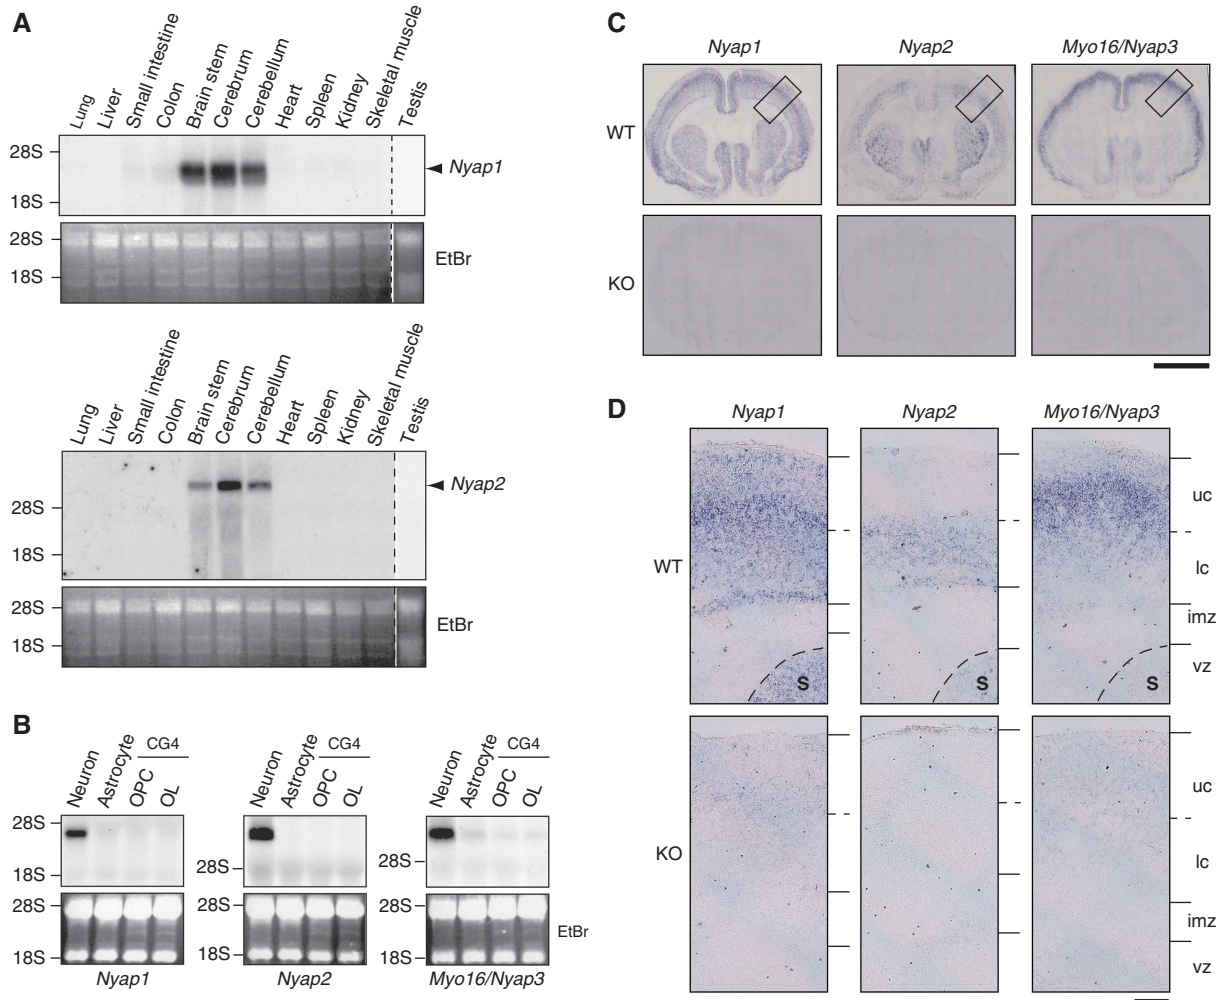 A
Lung
Liver
Small intestine
Colon
Brain stem
Cerebrum
Cerebellum
Heart
Spleen
Kidney
Skeletal muscle
Testis
28S
18S
Nyap1
28S
18S
EtBr
Lung
Liver
Small intestine
Colon
Brain stem
Cerebrum
Cerebellum
Heart
Spleen
Kidney
Skeletal muscle
Testis
28S
18S
Nyap2
28S
18S
EtBr
B
Neuron
Astrocyte
CG4
OPC
OL
28S
18S
28S
18S
Nyap1
Neuron
Astrocyte
CG4
OPC
OL
28S
28S
18S
Nyap2
Neuron
Astrocyte
CG4
OPC
OL
28S
28S
18S
EtBr
Myo16/Nyap3
C
Nyap1 Nyap2 Myo16/Nyap3
WT
KO
D
Nyap1 Nyap2 Myo16/Nyap3
WT
uc
lc
imz
vz
S S S
KO
uc
lc
imz
vz